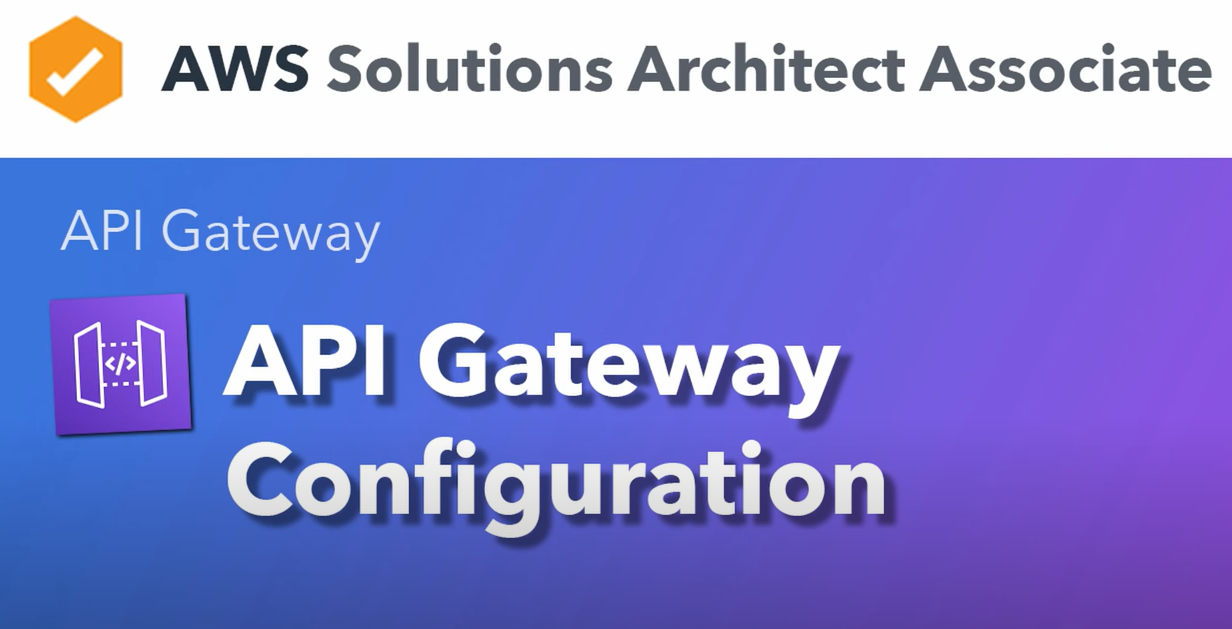 AWS Solutions Architect Associate
API Gateway
</>
API Gateway
Configuration